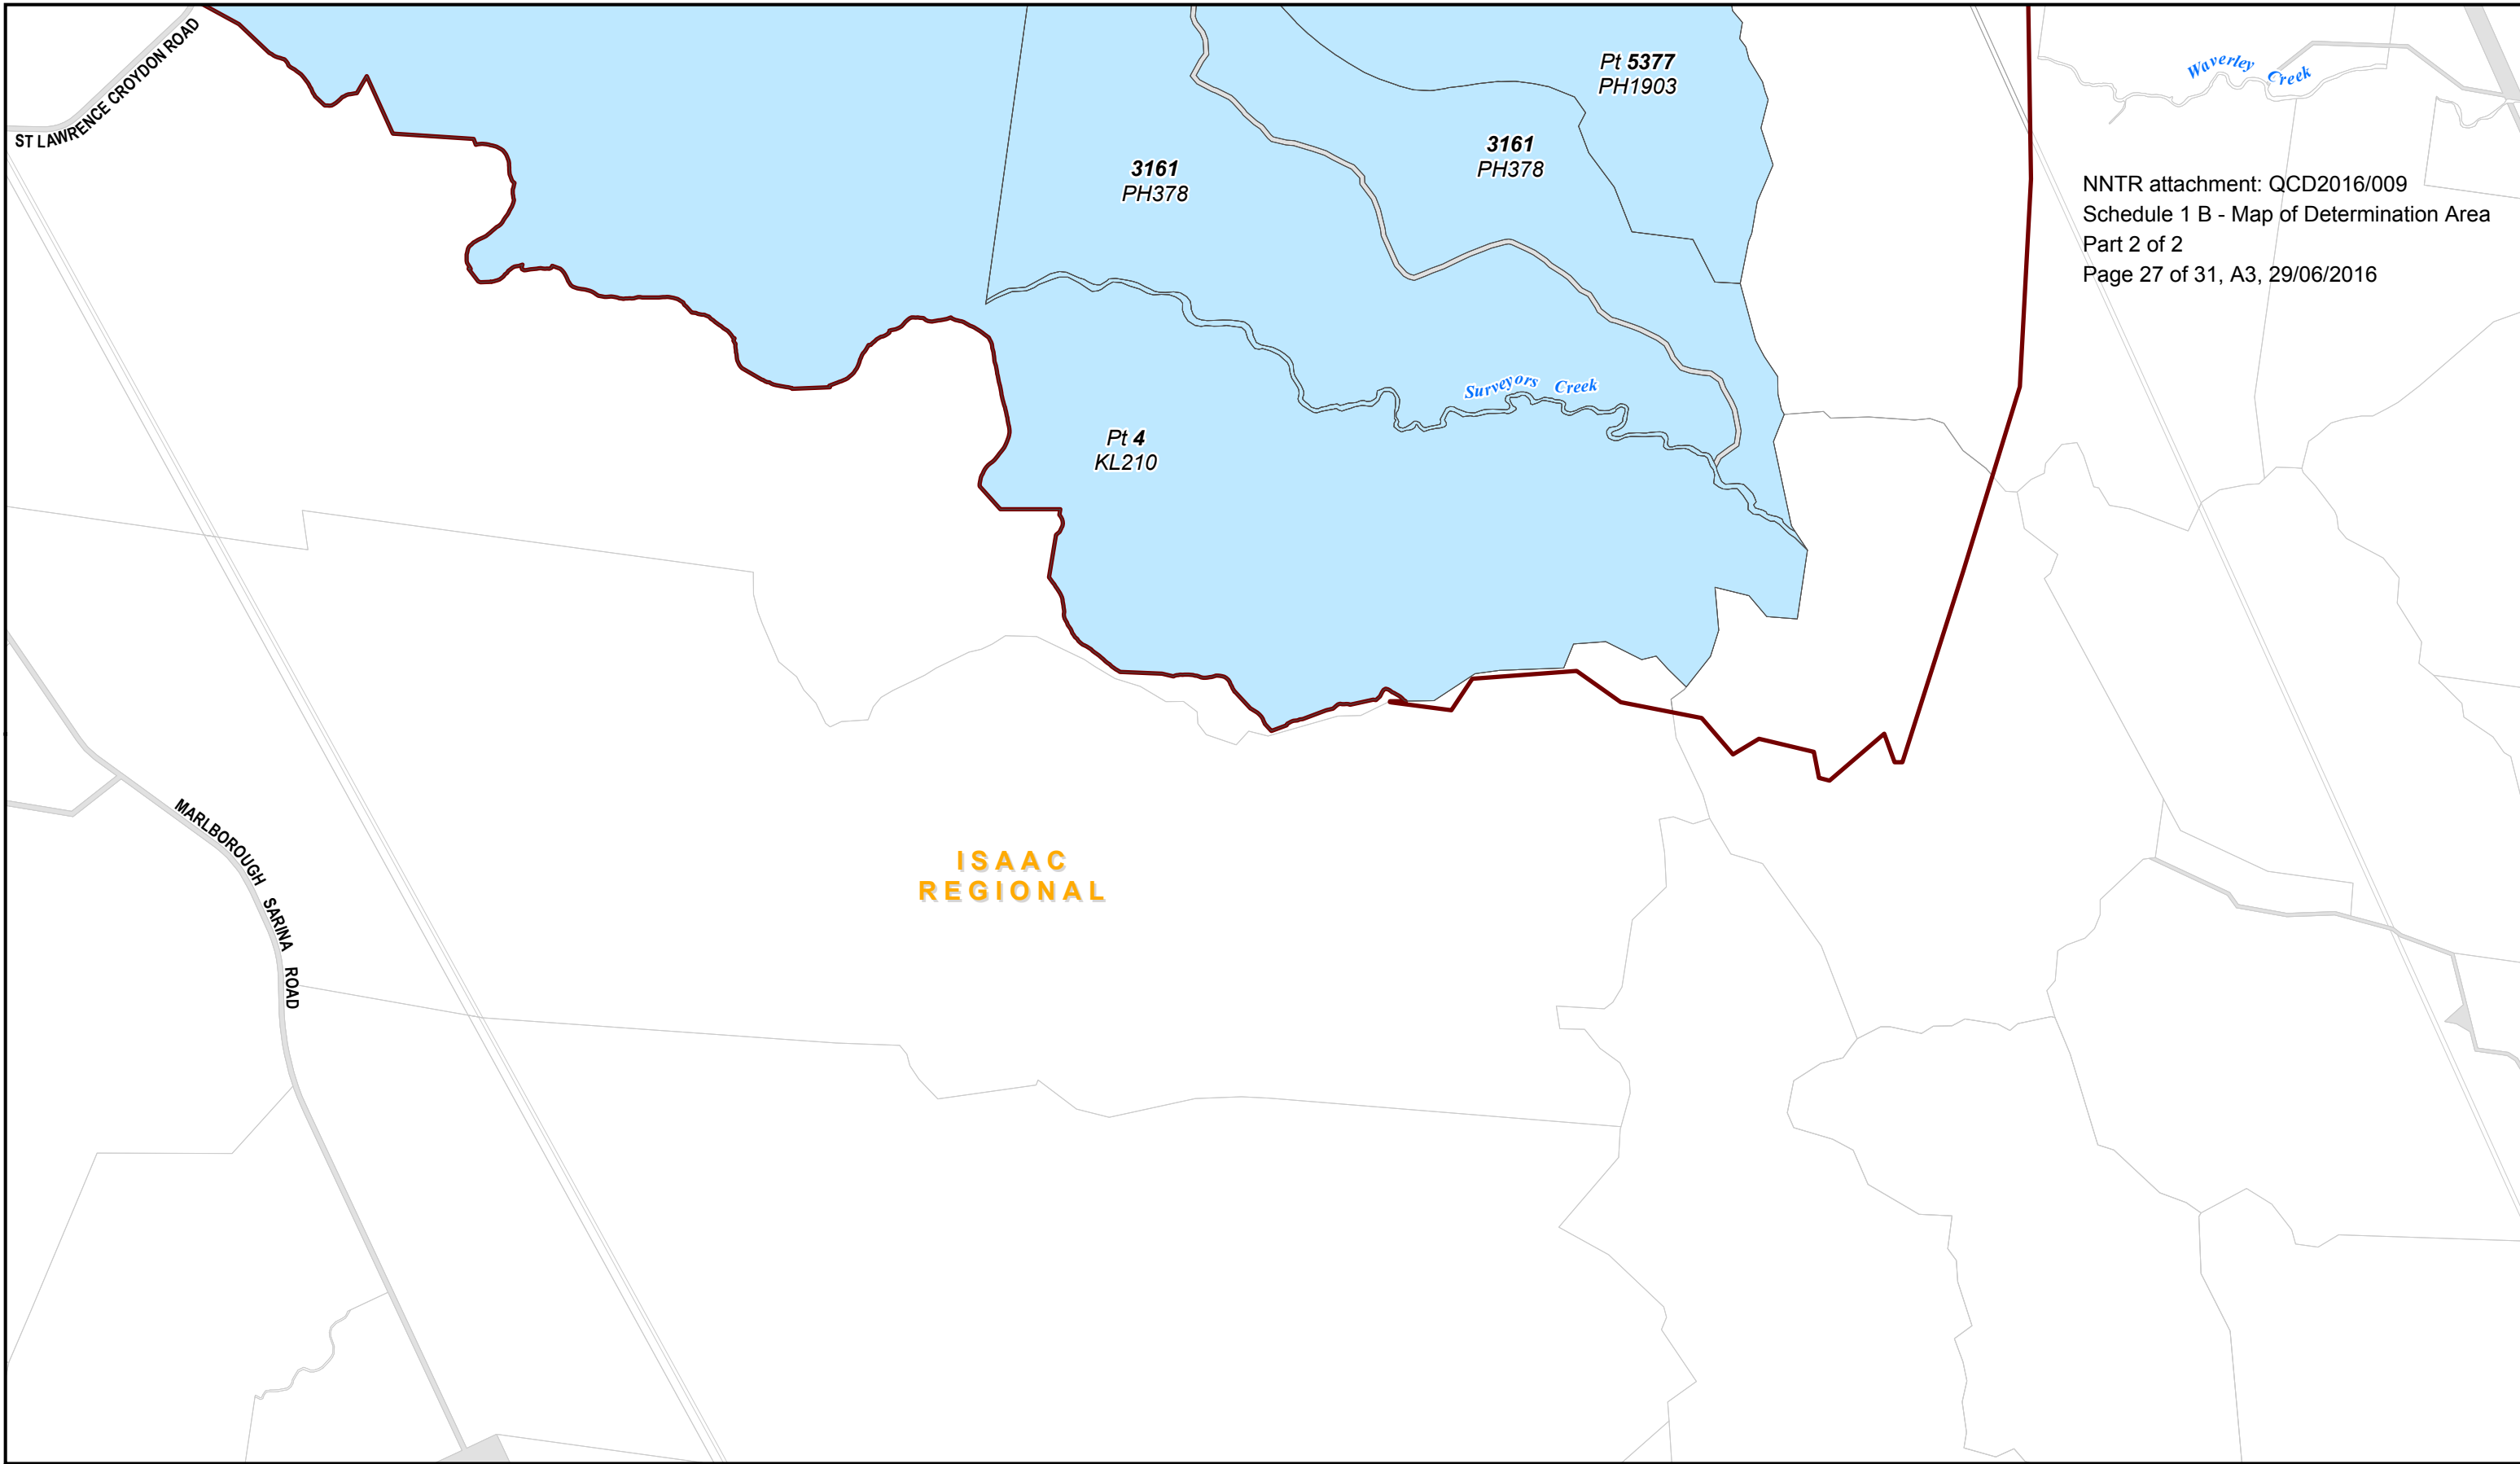 ST LAWRENCE CROYDON ROAD
Pt 5377
PH1903
Waverley Creek
3161
PH378
3161
PH378
NNTR attachment: QCD2016/009
Schedule 1 B - Map of Determination Area
Part 2 of 2
Page 27 of 31, A3, 29/06/2016
Surveyors Creek
Pt 4
KL210
MARLBOROUGH SARINA ROAD
ISAAC
REGIONAL